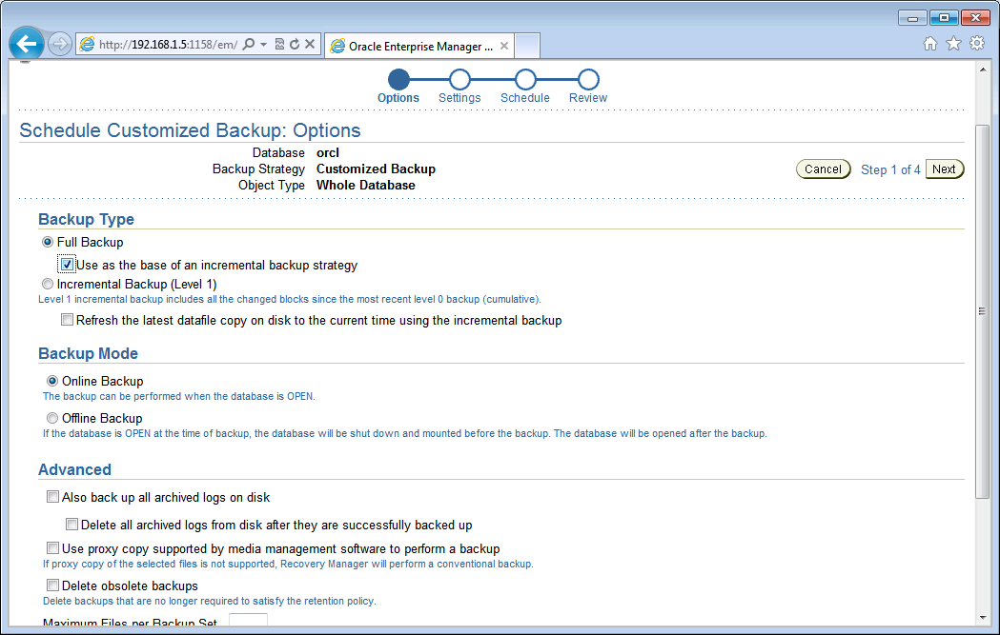 http://192.168.1.5:1158/em/
Oracle Enterprise Manager ...
Options Settings Schedule Review
Schedule Customized Backup: Options
Database orcl
Backup Strategy Customized Backup
Object Type Whole Database
Cancel Step 1 of 4 Next
Backup Type
Full Backup
Use as the base of an incremental backup strategy
Incremental Backup (Level 1)
Level 1 incremental backup includes all the changed blocks since the most recent level 0 backup (cumulative).
Refresh the latest datafile copy on disk to the current time using the incremental backup
Backup Mode
Online Backup
The backup can be performed when the database is OPEN.
Offline Backup
If the database is OPEN at the time of backup, the database will be shut down and mounted before the backup. The database will be opened after the backup.
Advanced
Also back up all archived logs on disk
Delete all archived logs from disk after they are successfully backed up
Use proxy copy supported by media management software to perform a backup
If proxy copy of the selected files is not supported, Recovery Manager will perform a conventional backup.
Delete obsolete backups
Delete backups that are no longer required to satisfy the retention policy.
Maximum Files per Backup Set